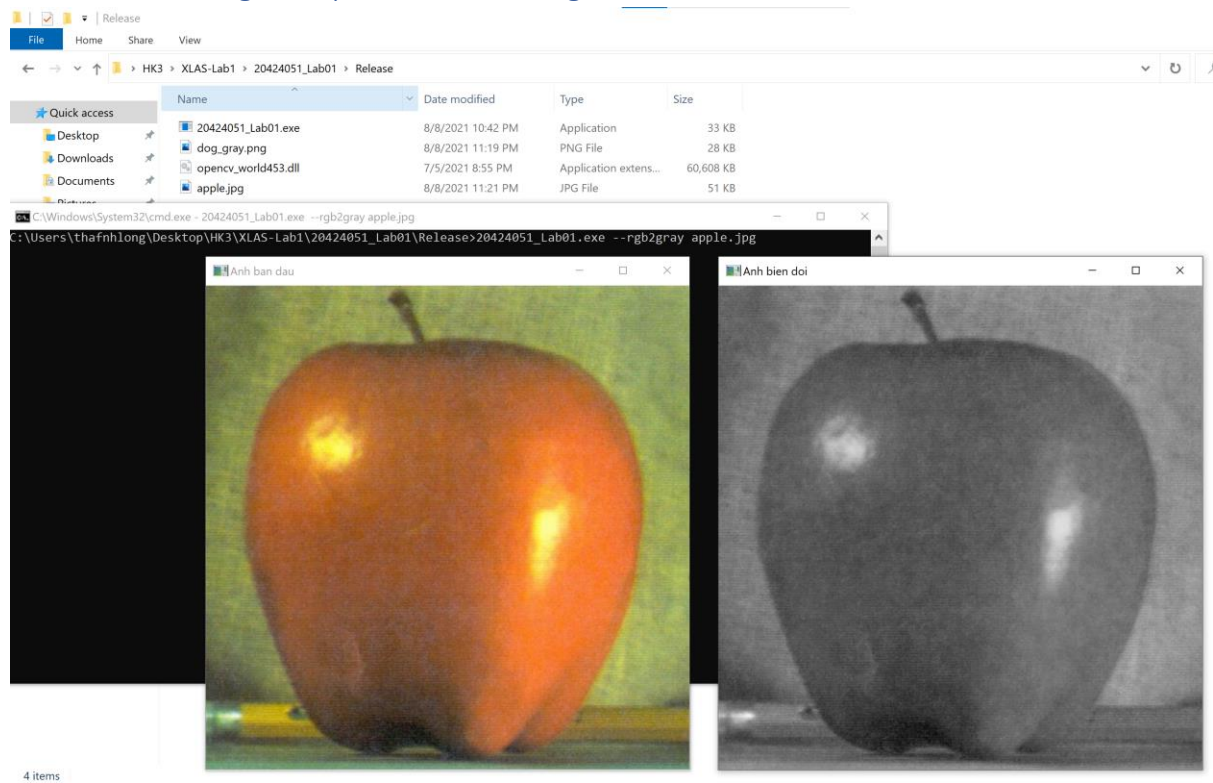 Release
File Home Share View
HK3 > XLAS-Lab1 > 20424051_Lab01 > Release
Name Date modified Type Size
Quick access
Desktop
Downloads
Documents
20424051_Lab01.exe 8/8/2021 10:42 PM Application 33 KB
dog_gray.png 8/8/2021 11:19 PM PNG File 28 KB
opencv_world453.dll 7/5/2021 8:55 PM Application extens... 60,608 KB
apple.jpg 8/8/2021 11:21 PM JPG File 51 KB
C:\Windows\System32\cmd.exe - 20424051_Lab01.exe --rgb2gray apple.jpg
C:\Users\thafnhlong\Desktop\HK3\XLAS-Lab1\20424051_Lab01\Release>20424051_Lab01.exe --rgb2gray apple.jpg
Anh ban dau
Anh bien doi
4 items